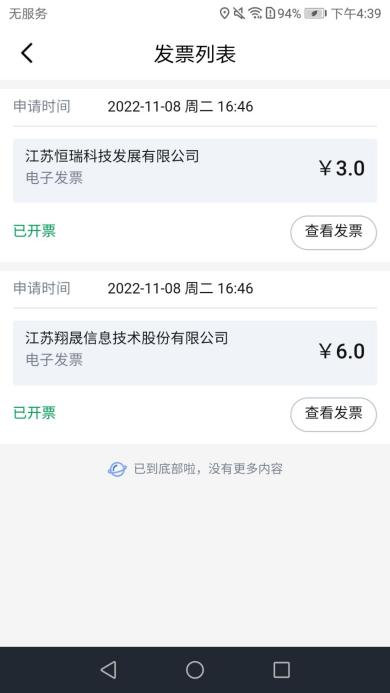 无服务 94% 下午4:39
发票列表
申请时间 2022-11-08 周二 16:46
江苏恒瑞科技发展有限公司
电子发票
￥3.0
已开票 查看发票
申请时间 2022-11-08 周二 16:46
江苏翔晟信息技术股份有限公司
电子发票
￥6.0
已开票 查看发票
已到底部啦，没有更多内容